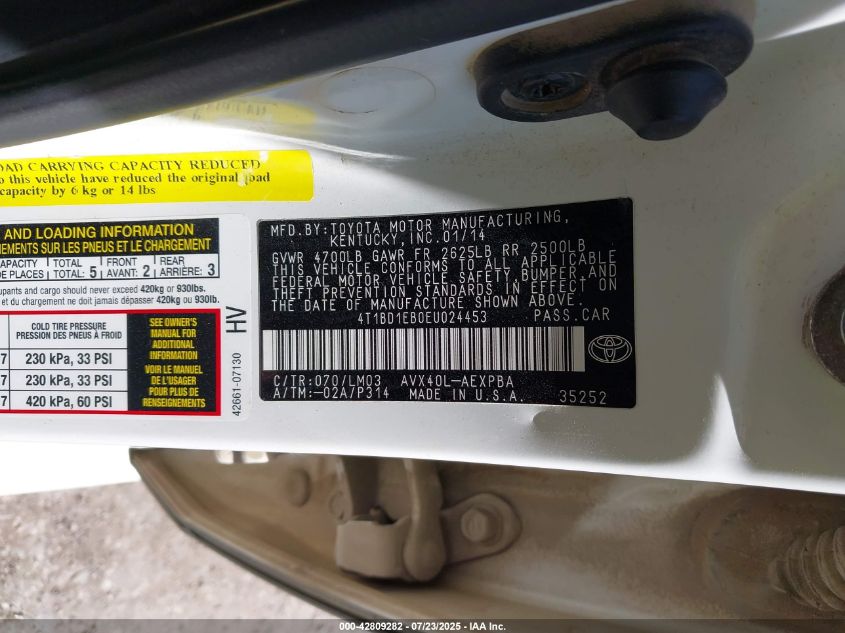 OAD CARRYING CAPACITY REDUCED
o this vehicle have reduced the original load
capacity by 6 kg or 14 lbs
AND LOADING INFORMATION
NEMENTS SUR LES PNEUS ET LE CHARGEMENT
CAPACITY TOTAL: 5 FRONT 2 REAR 3
DE PLACES TOTAL: AVANT: ARRIÈRE:
upants and cargo should never exceed 420kg or 930lbs.
et du chargement ne doit jamais dépasser 420kg ou 930lb.
COLD TIRE PRESSURE
PRESSION DES PNEUS À FROID
7 230 kPa, 33 PSI
7 230 kPa, 33 PSI
7 420 kPa, 60 PSI
SEE OWNER'S
MANUAL FOR
ADDITIONAL
INFORMATION
VOIR LE MANUEL
DE L'USAGER
POUR PLUS DE
RENSEIGNEMENTS
HV
42661-07130
MFD.BY: TOYOTA MOTOR MANUFACTURING,
KENTUCKY, INC. 01/14
GVWR 4700LB GAWR FR 2625LB RR 2500LB
THIS VEHICLE CONFORMS TO ALL APPLICABLE
FEDERAL MOTOR VEHICLE SAFETY, BUMPER, AND
THEFT PREVENTION STANDARDS IN EFFECT ON
THE DATE OF MANUFACTURE SHOWN ABOVE.
4T1BD1EB0EU024453 PASS.CAR
C/TR: 070/LM03 AVX40L-AEXPBA
A/TM: -02A/P314 MADE IN U.S.A. 35252
000-42809282 - 07/23/2025 - IAA Inc.